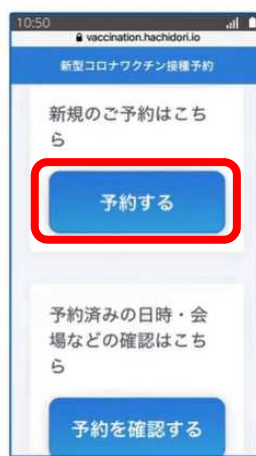 10:50
vaccination.hachidori.io
新型コロナワクチン接種予約
新規のご予約はこち
ら
予約する
予約済みの日時・会
場などの確認はこち
ら
予約を確認する